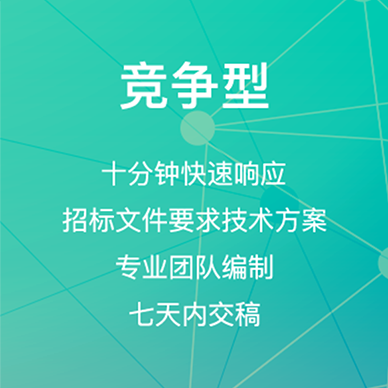 竞争型
十分钟快速响应
招标文件要求技术方案
专业团队编制
七天内交稿